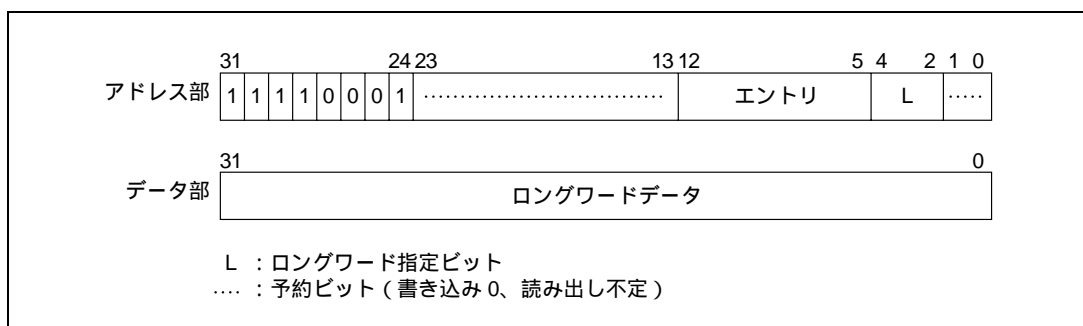 31 24 23 13 12 5 4 2 1 0
アドレス部 1 1 1 1 0 0 0 1 ................................. エントリ L .....
31 0
データ部 ロングワードデータ
L :ロングワード指定ビット
.... :予約ビット(書き込み 0、読み出し不定)